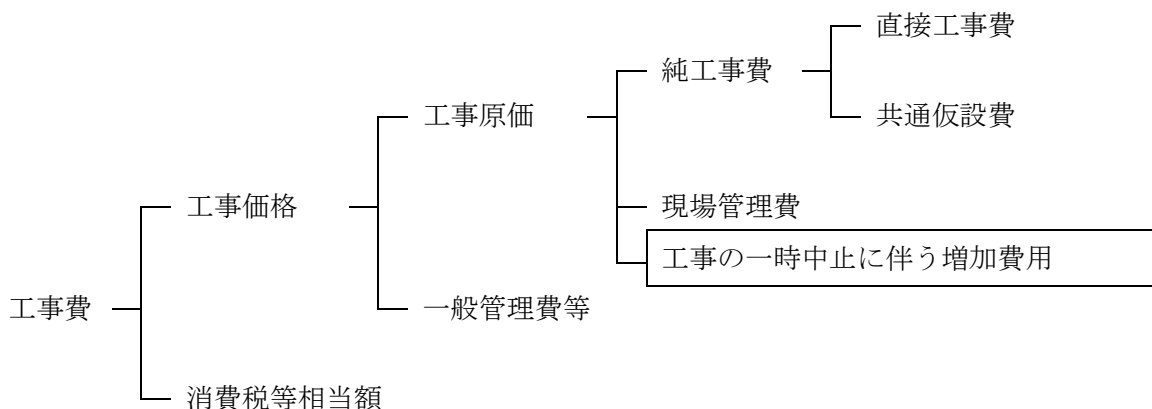 直接工事費
純工事費
工事原価
共通仮設費
工事価格
現場管理費
工事の一時中止に伴う増加費用
工事費
一般管理費等
消費税等相当額